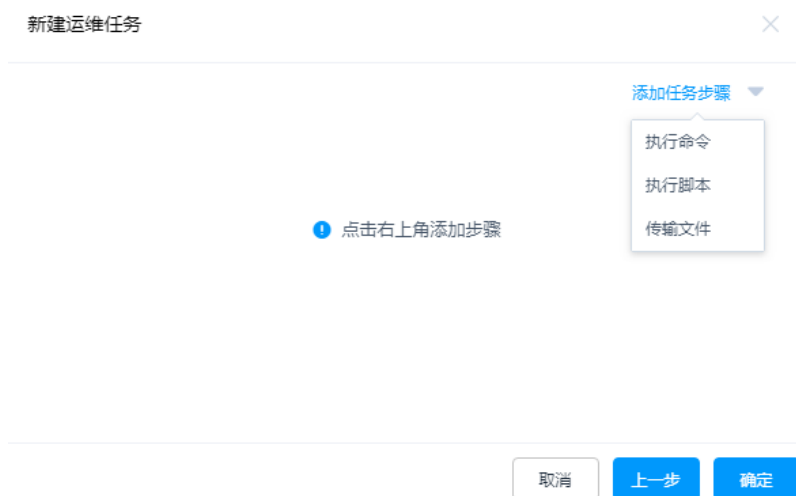 新建运维任务
添加任务步骤
执行命令
执行脚本
传输文件
点击右上角添加步骤
取消
上一步
确定